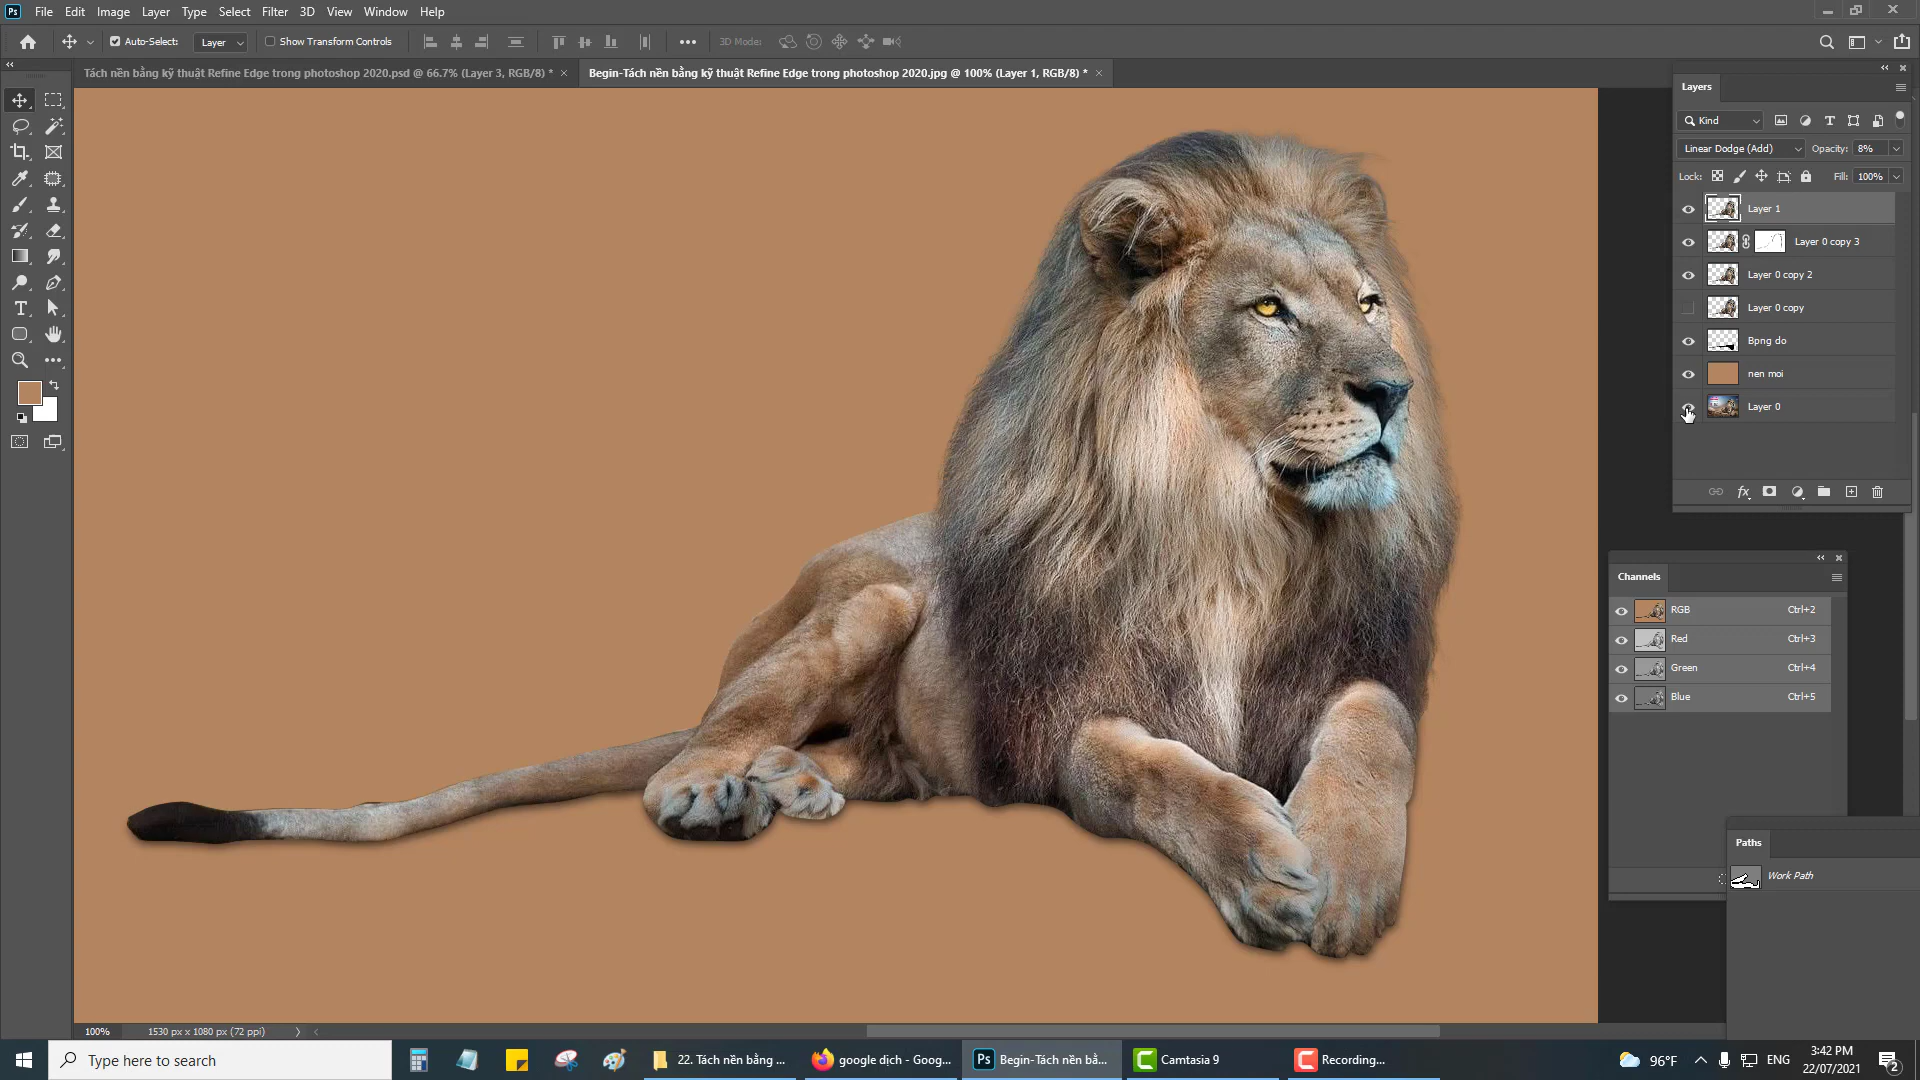 Ps File Edit Image Layer Type Select Filter 3D View Window Help
Auto-Select: Layer Show Transform Controls 3D Mode:
Tách nền bằng kỹ thuật Refine Edge trong photoshop 2020.psd @ 66.7% (Layer 3, RGB/8) *
Begin-Tách nền bằng kỹ thuật Refine Edge trong photoshop 2020.jpg @ 100% (Layer 1, RGB/8) *
Layers
Kind
Linear Dodge (Add) Opacity: 8%
Lock: Fill: 100%
Layer 1
Layer 0 copy 3
Layer 0 copy 2
Layer 0 copy
Bpng do
nen moi
Layer 0
fx
Channels
RGB Ctrl+2
Red Ctrl+3
Green Ctrl+4
Blue Ctrl+5
Paths
Work Path
100% 1530 px x 1080 px (72 ppi)
Type here to search
22. Tách nền bằng ...
google dịch - Goog...
Ps Begin-Tách nền bằ...
Camtasia 9
Recording...
96°F
ENG
3:42 PM
22/07/2021
2